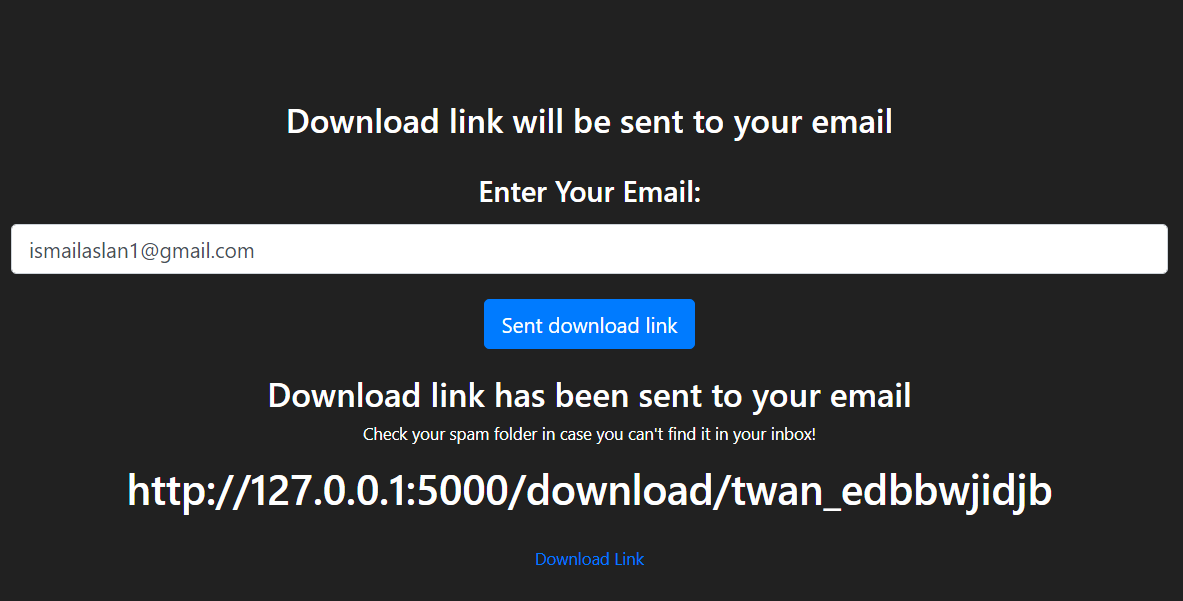 Download link will be sent to your email
Enter Your Email:
ismailaslan1@gmail.com
Sent download link
Download link has been sent to your email
Check your spam folder in case you can't find it in your inbox!
http://127.0.0.1:5000/download/twan_edbbwjidjb
Download Link